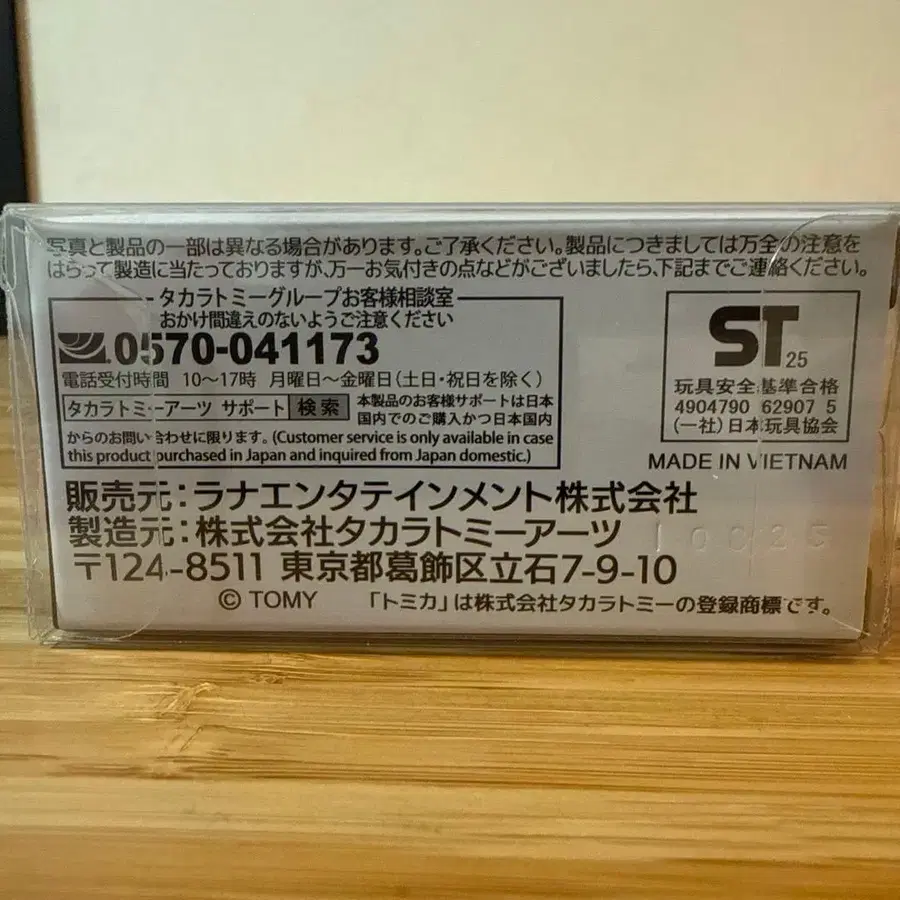 写真と製品の一部は異なる場合があります。ご了承ください。製品につきましては万全の注意を
はらって製造に当たっておりますが、万一お気付きの点などがございましたら、下記までご連絡ください。
タカラトミーグループお客様相談室
おかけ間違えのないようご注意ください
0570-041173
電話受付時間 10〜17時 月曜日〜金曜日(土日・祝日を除く)
タカラトミーアーツ サポート 検索 本製品のお客様サポートは日本
国内でのご購入かつ日本国内
からのお問い合わせに限ります。(Customer service is only available in case
this product purchased in Japan and inquired from Japan domestic.)
ST 25
玩具安全基準合格
4904790 62907 5
(一社)日本玩具協会
MADE IN VIETNAM
販売元:ラナエンタテインメント株式会社
製造元:株式会社タカラトミーアーツ
〒124-8511 東京都葛飾区立石7-9-10
© TOMY 「トミカ」は株式会社タカラトミーの登録商標です。